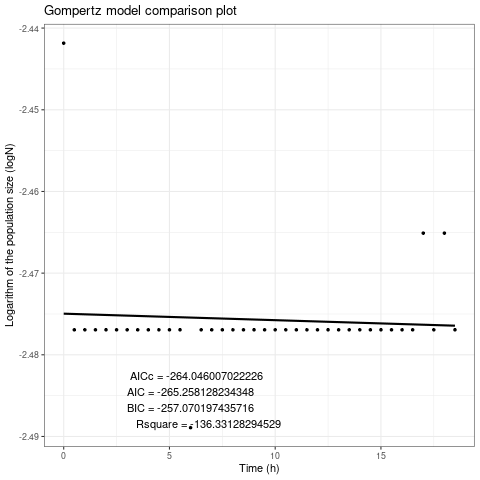 Gompertz model comparison plot
Logarithm of the population size (logN)
-2.44
-2.45
-2.46
-2.47
-2.48
-2.49
AICc = -264.046007022226
AIC = -265.258128234348
BIC = -257.070197435716
Rsquare = -136.33128294529
0 5 10 15
Time (h)